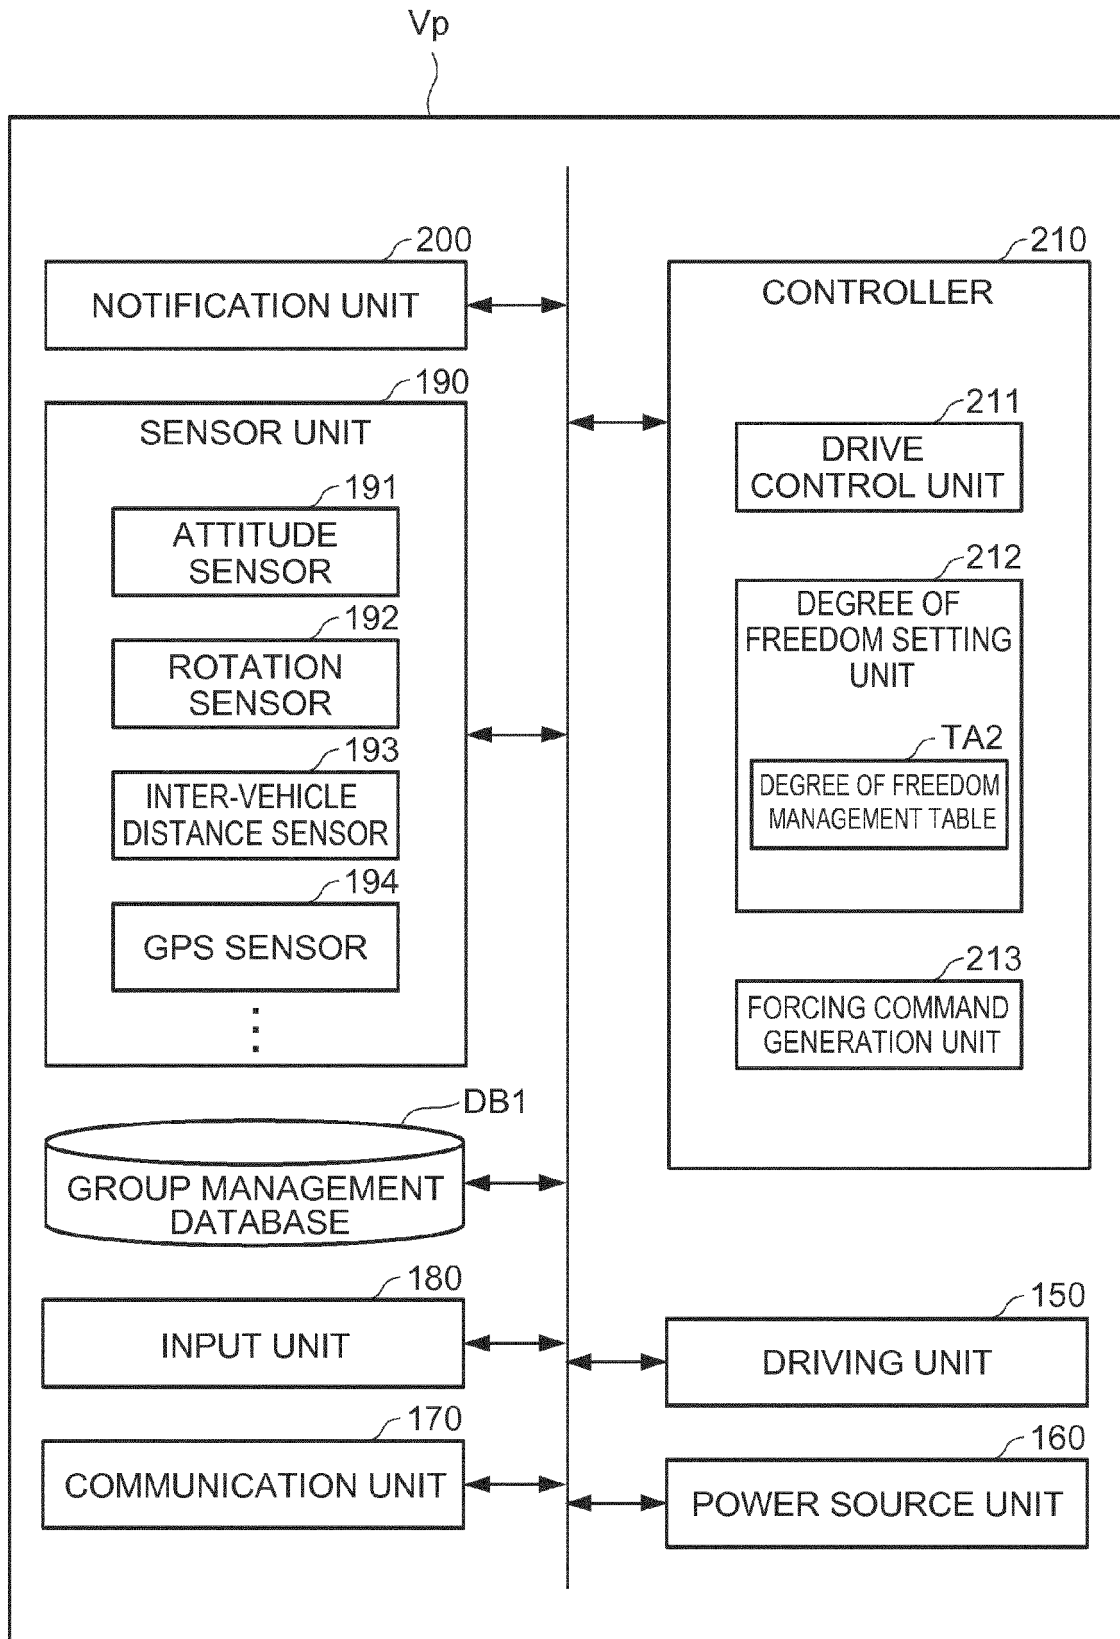 Vp
200
NOTIFICATION UNIT
190
SENSOR UNIT
191
ATTITUDE
SENSOR
192
ROTATION
SENSOR
193
INTER-VEHICLE
DISTANCE SENSOR
194
GPS SENSOR
DB1
GROUP MANAGEMENT
DATABASE
180
INPUT UNIT
170
COMMUNICATION UNIT
210
CONTROLLER
211
DRIVE
CONTROL UNIT
212
DEGREE OF
FREEDOM SETTING
UNIT
TA2
DEGREE OF FREEDOM
MANAGEMENT TABLE
213
FORCING COMMAND
GENERATION UNIT
150
DRIVING UNIT
160
POWER SOURCE UNIT